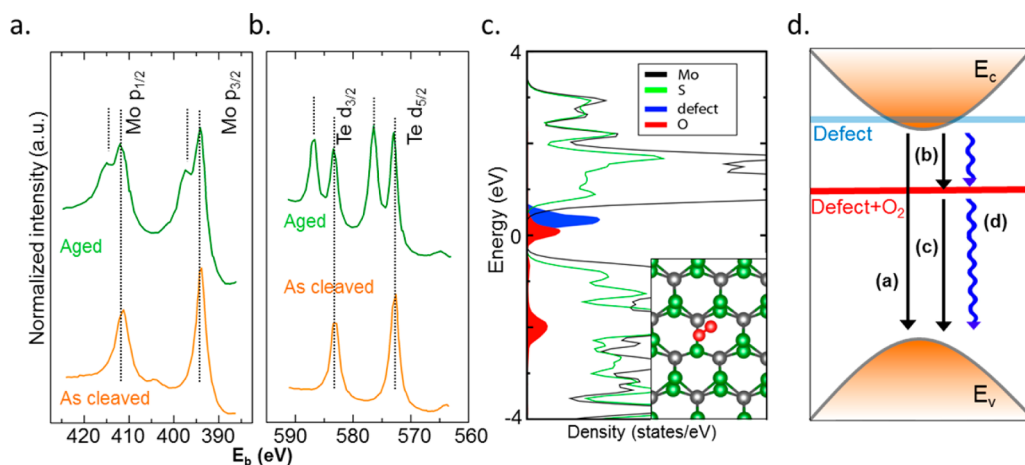 a.
b.
c.
d.
Normalized intensity (a. u.)
Mo p1/2
Mo p3/2
Aged
As cleaved
420
410
400
390
Te d3/2
Te d5/2
Aged
As cleaved
590
580
570
560
Eb (eV)
4
0
-4
Energy (eV)
Mo
S
defect
O
Density (states/eV)
Ec
Defect
(b)
Defect+O2
(d)
(c)
(a)
Ev